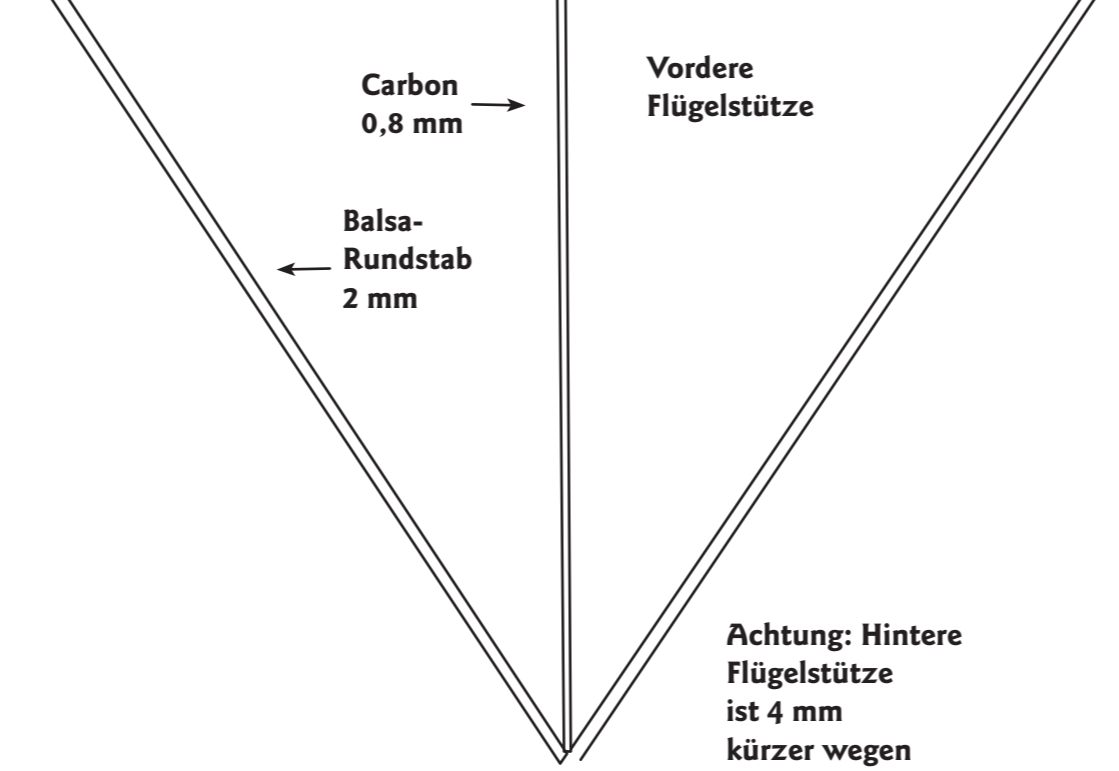 Carbon
0,8 mm
Vordere
Flügelstütze
Balsa-
Rundstab
2 mm
Achtung: Hintere
Flügelstütze
ist 4 mm
kürzer wegen